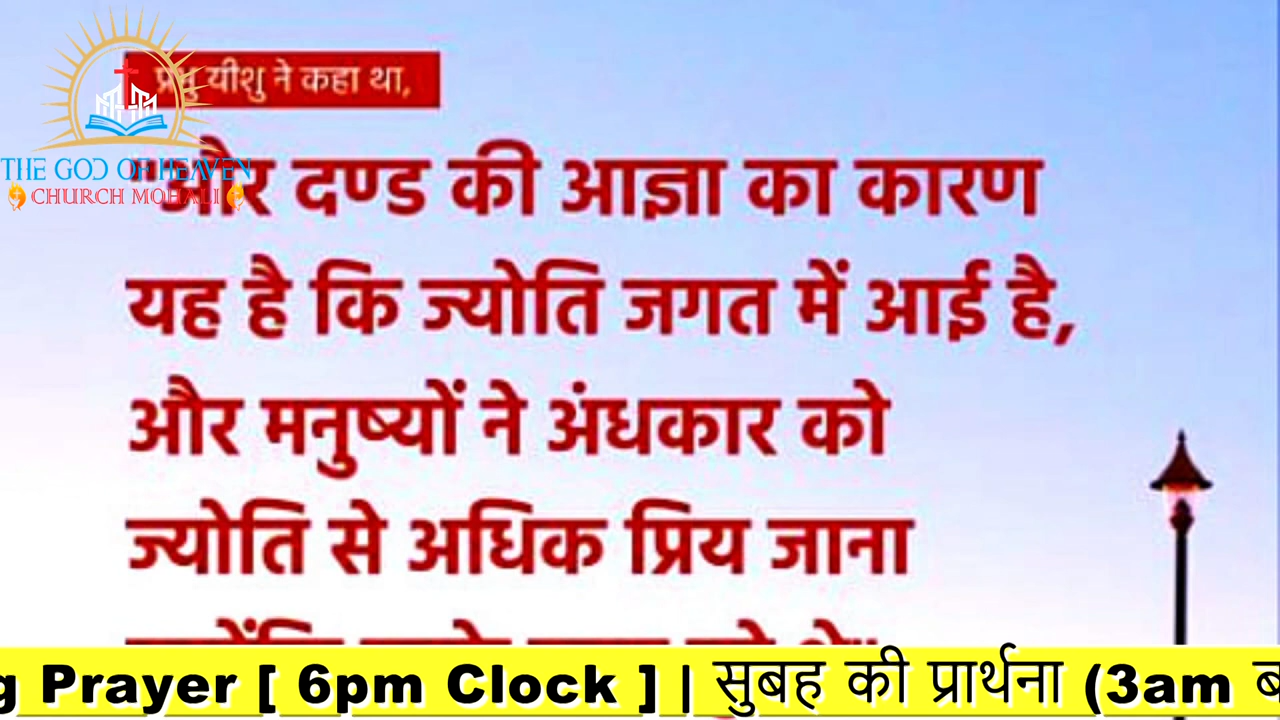 प्रभु यीशु ने कहा था,
THE GOD OF HEAVEN
CHURCH MOHALI
और दण्ड की आज्ञा का कारण
यह है कि ज्योति जगत में आई है,
और मनुष्यों ने अंधकार को
ज्योति से अधिक प्रिय जाना
g Prayer [ 6pm Clock ] | सुबह की प्रार्थना (3am ब